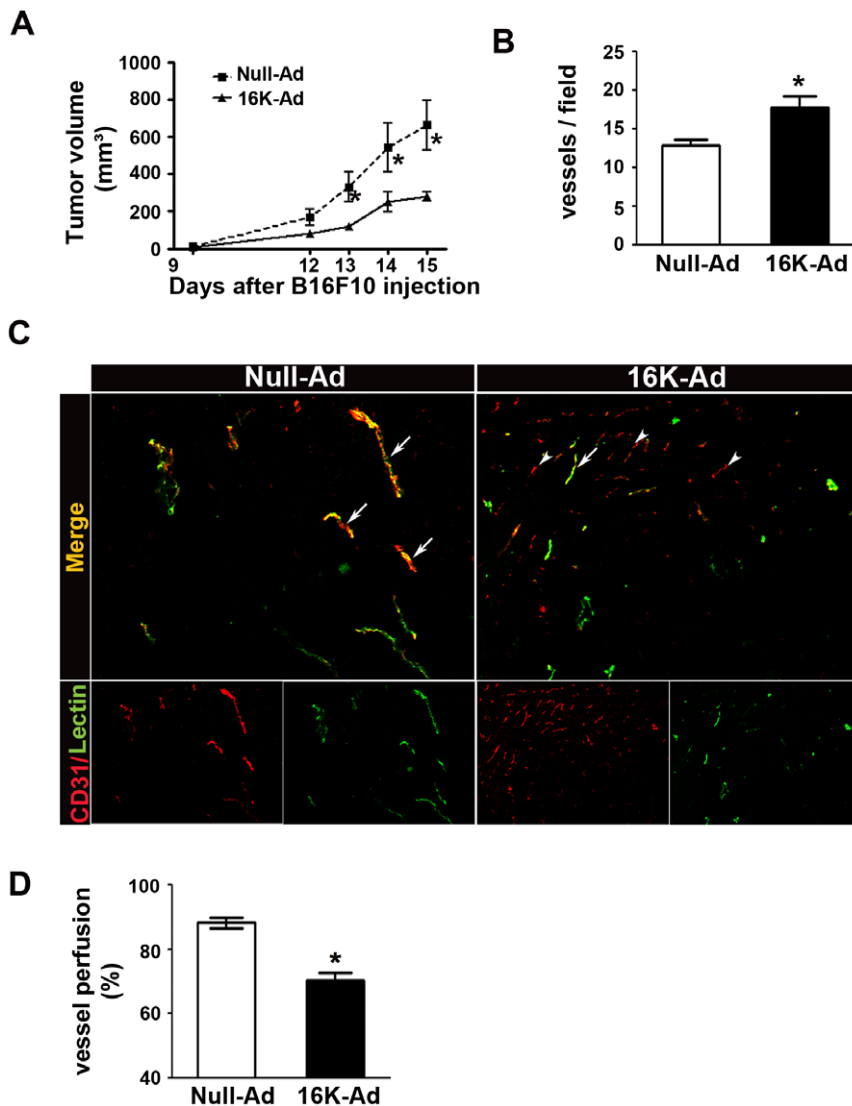 A
Tumor volume
(mm³)
1000
800
600
400
200
0
Null-Ad
16K-Ad
*
*
*
9
12
13
14
15
Days after B16F10 injection
B
vessels / field
25
20
15
10
5
0
*
Null-Ad
16K-Ad
C
Null-Ad
16K-Ad
Merge
CD31/Lectin
D
vessel perfusion
(%)
100
80
60
40
*
Null-Ad
16K-Ad